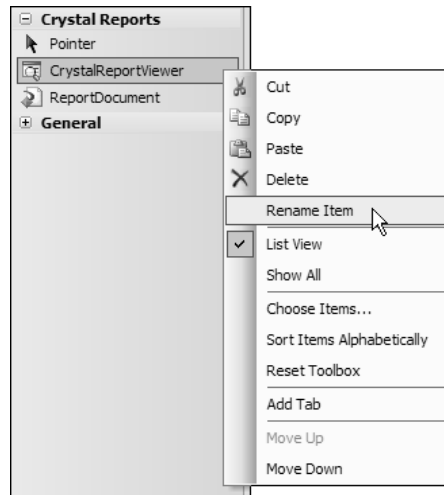 Crystal Reports
Pointer
CrystalReportViewer
ReportDocument
General
Cut
Copy
Paste
Delete
Rename Item
List View
Show All
Choose Items...
Sort Items Alphabetically
Reset Toolbox
Add Tab
Move Up
Move Down